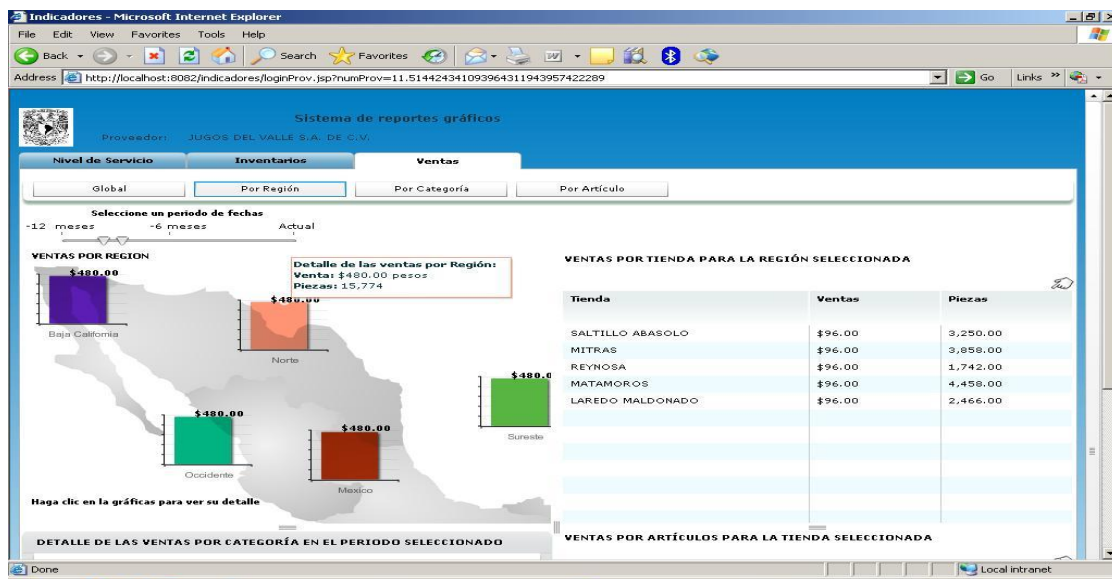 Indicadores - Microsoft Internet Explorer
File Edit View Favorites Tools Help
Back Search Favorites
Address http://localhost:8082/indicadores/loginProv.jsp?numProv=11.514424341093964311943957422289 Go Links »
Sistema de reportes gráficos
Proveedor: JUGOS DEL VALLE S.A. DE C.V.
Nivel de Servicio Inventarios Ventas
Global Por Región Por Categoría Por Artículo
Seleccione un periodo de fechas
-12 meses -6 meses Actual
VENTAS POR REGION
$480.00
Baja California
$480.00
Norte
Detalle de las ventas por Región:
Venta: $480.00 pesos
Piezas: 15,774
$480.0
Sureste
$480.00
Occidente
$480.00
Mexico
Haga clic en la gráficas para ver su detalle
VENTAS POR TIENDA PARA LA REGIÓN SELECCIONADA
Tienda Ventas Piezas
SALTILLO ABASOLO $96.00 3,250.00
MITRAS $96.00 3,858.00
REYNOSA $96.00 1,742.00
MATAMOROS $96.00 4,458.00
LAREDO MALDONADO $96.00 2,466.00
DETALLE DE LAS VENTAS POR CATEGORÍA EN EL PERIODO SELECCIONADO
VENTAS POR ARTÍCULOS PARA LA TIENDA SELECCIONADA
Done Local intranet